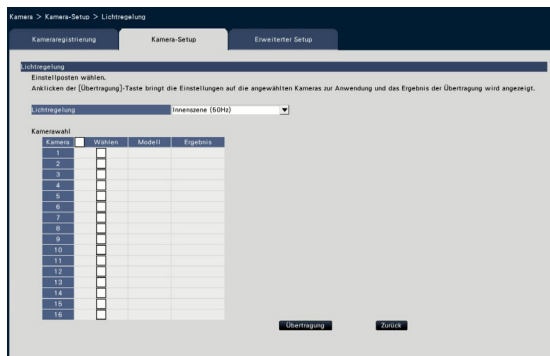 Kamera > Kamera-Setup > Lichtregelung
Kameraregistrierung Kamera-Setup Erweiterter Setup
Lichtregelung
Einstellposten wählen.
Anklicken der [Übertragung]-Taste bringt die Einstellungen auf die angewählten Kameras zur Anwendung und das Ergebnis der Übertragung wird angezeigt.
Lichtregelung Innenszene (50Hz)
Kamerawahl
Kamera Wählen Modell Ergebnis
1
2
3
4
5
6
7
8
9
10
11
12
13
14
15
16
Übertragung Zurück